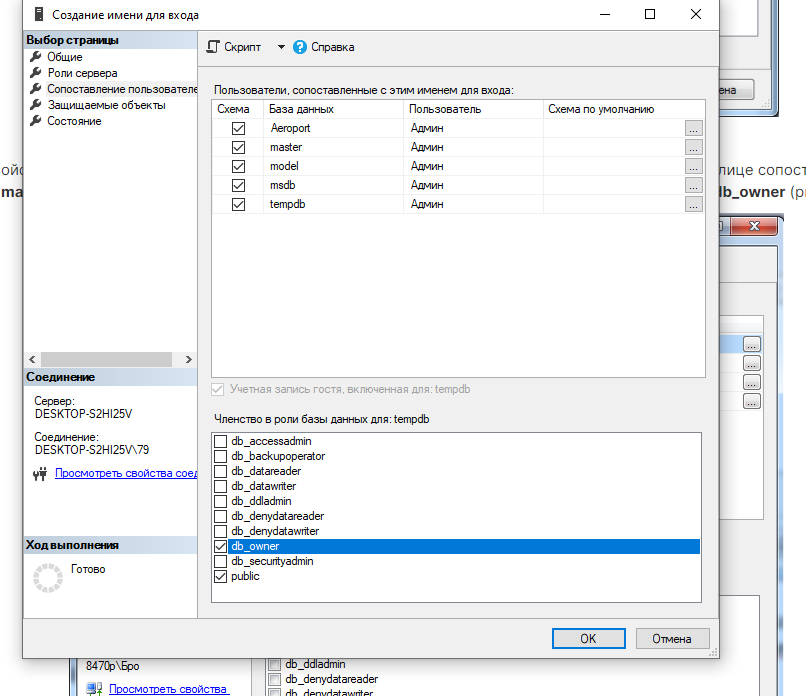 Создание имени для входа
Выбор страницы
Общие
Роли сервера
Сопоставление пользователе
Защищаемые объекты
Состояние
Скрипт
Справка
Пользователи, сопоставленные с этим именем для входа:
Схема База данных Пользователь Схема по умолчанию
Aeroport Админ ...
master Админ ...
model Админ ...
msdb Админ ...
tempdb Админ ...
Учетная запись гостя, включенная для: tempdb
Членство в роли базы данных для: tempdb
db_accessadmin
db_backupoperator
db_datareader
db_datawriter
db_ddladmin
db_denydatareader
db_denydatawriter
db_owner
db_securityadmin
public
Соединение
Сервер:
DESKTOP-S2HI25V
Соединение:
DESKTOP-S2HI25V\79
Просмотреть свойства соед
Ход выполнения
Готово
OK
Отмена
ена
войс
лице сопост
ma
db_owner (pr
...
...
...
...
8470p\Бро
Просмотреть свойства
db_ddladmin
db_denydatareader
db_denydatawriter